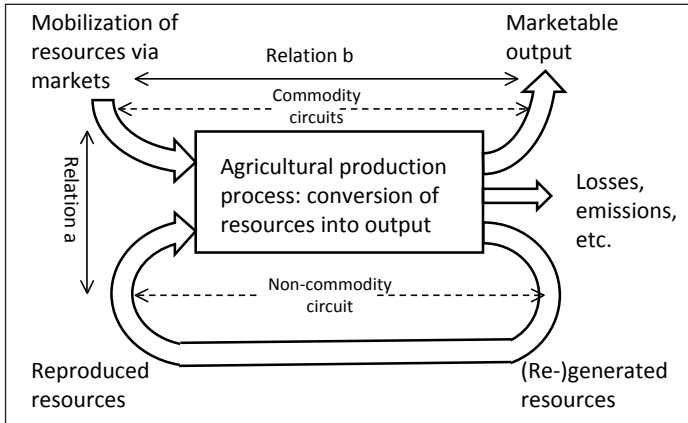 Mobilization of
resources via
markets
Marketable
output
Relation b
Commodity
circuits
Relation a
Agricultural production
process: conversion of
resources into output
Losses,
emissions,
etc.
Non-commodity
circuit
Reproduced
resources
(Re-)generated
resources